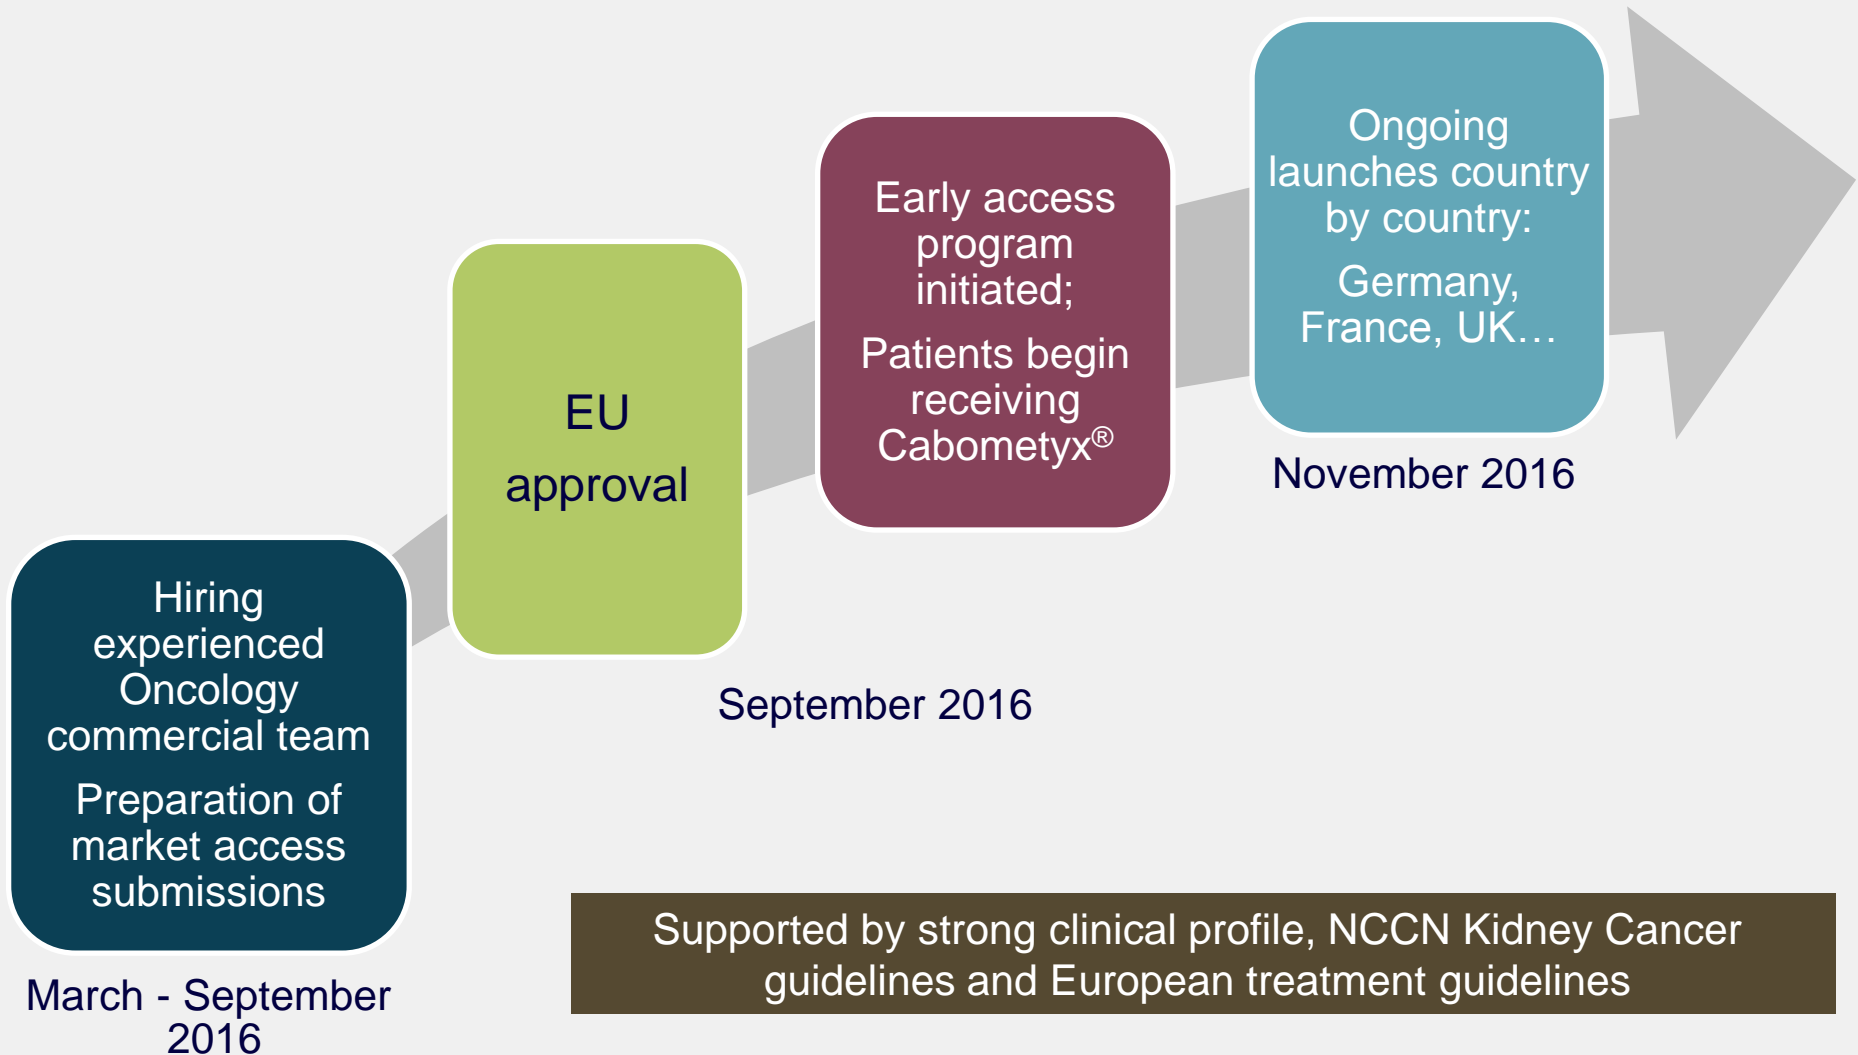 Hiring
experienced
Oncology
commercial team
Preparation of
market access
submissions
March - September
2016
EU
approval
Early access
program
initiated;
Patients begin
receiving
Cabometyx®
September 2016
Ongoing
launches country
by country:
Germany,
France, UK…
November 2016
Supported by strong clinical profile, NCCN Kidney Cancer
guidelines and European treatment guidelines